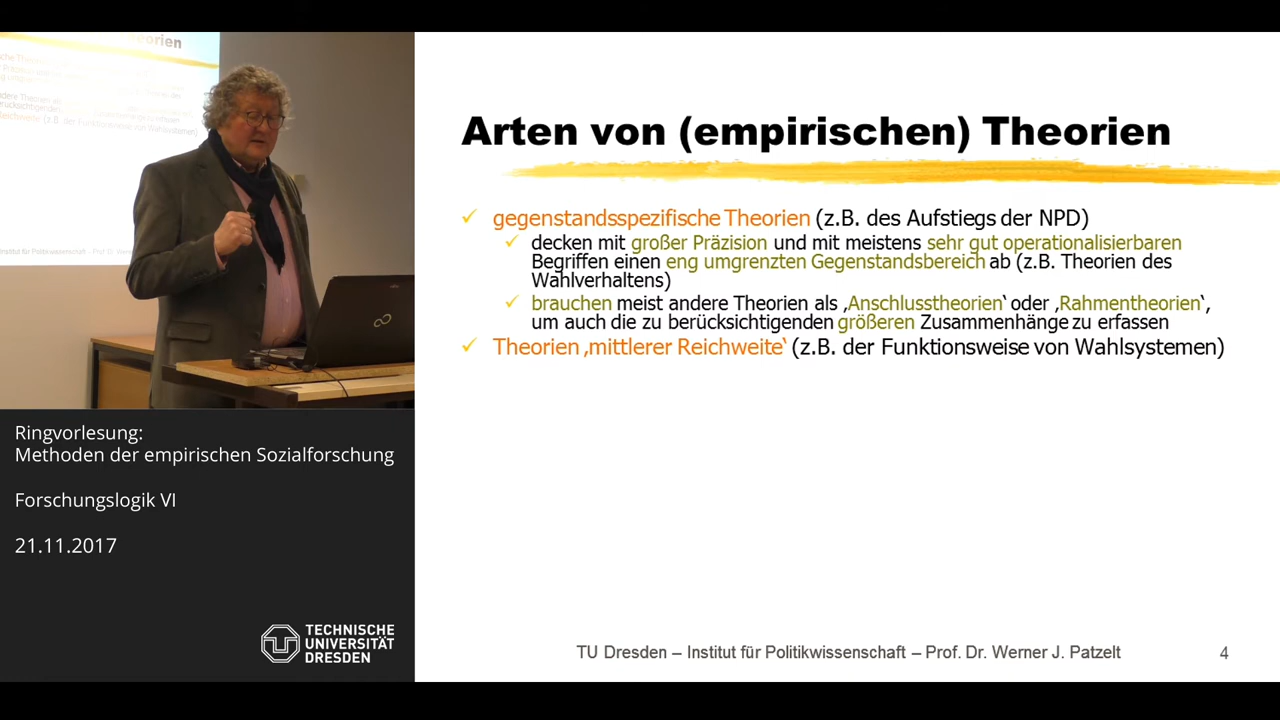 Arten von (empirischen) Theorien
gegenstandsspezifische Theorien (z.B. des Aufstiegs der NPD)
decken mit großer Präzision und mit meistens sehr gut operationalisierbaren
Begriffen einen eng umgrenzten Gegenstandsbereich ab (z.B. Theorien des
Wahlverhaltens)
brauchen meist andere Theorien als ‚Anschlusstheorien‘ oder ‚Rahmentheorien‘,
um auch die zu berücksichtigenden größeren Zusammenhänge zu erfassen
Theorien ‚mittlerer Reichweite‘ (z.B. der Funktionsweise von Wahlsystemen)
TU Dresden – Institut für Politikwissenschaft – Prof. Dr. Werner J. Patzelt
4
Ringvorlesung:
Methoden der empirischen Sozialforschung
Forschungslogik VI
21.11.2017
TECHNISCHE
UNIVERSITÄT
DRESDEN